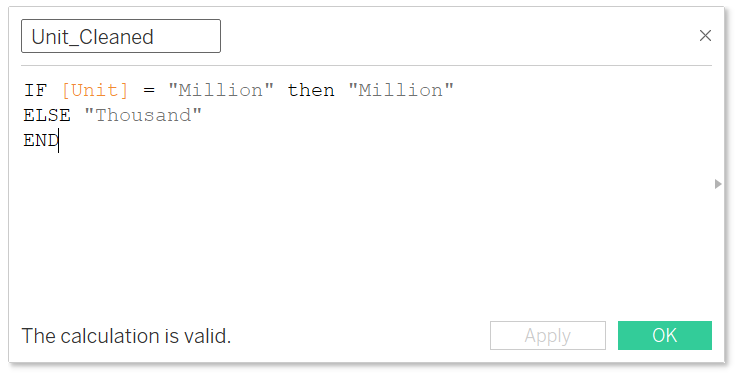 Unit_Cleaned
IF [Unit] = "Million" then "Million"
ELSE "Thousand"
END
The calculation is valid.
Apply
OK